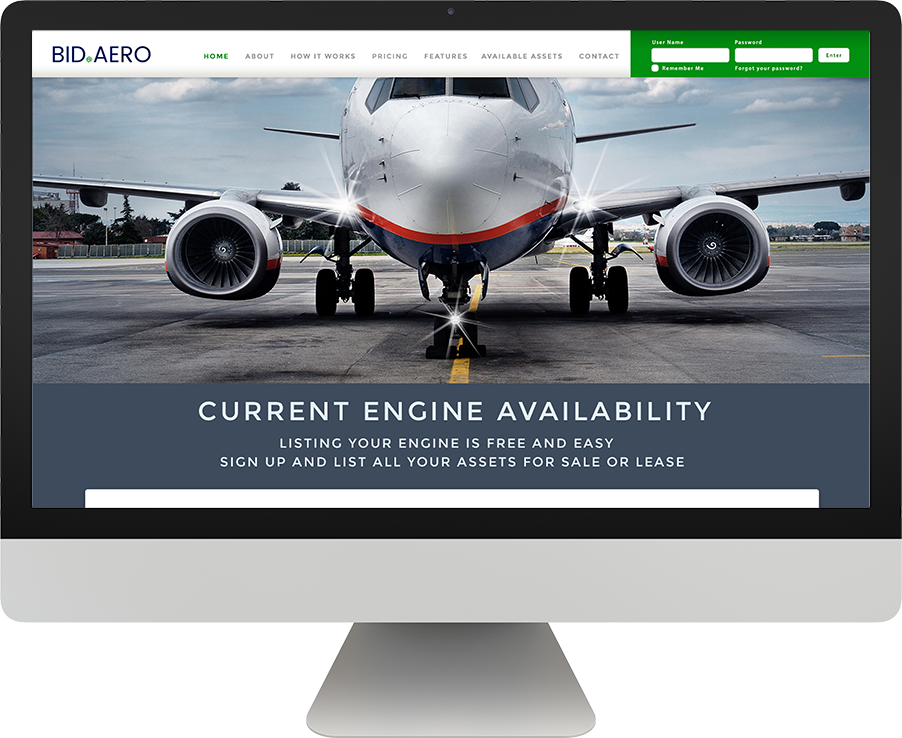 BID.AERO
HOME ABOUT HOW IT WORKS PRICING FEATURES AVAILABLE ASSETS CONTACT
User Name Password
Enter
Remember Me Forgot your password?
CURRENT ENGINE AVAILABILITY
LISTING YOUR ENGINE IS FREE AND EASY
SIGN UP AND LIST ALL YOUR ASSETS FOR SALE OR LEASE